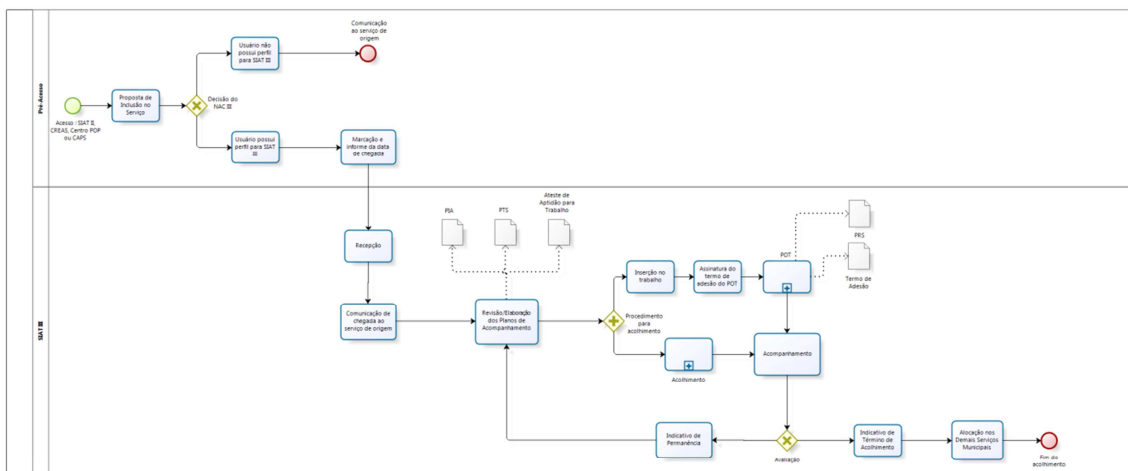 Comunicação
ao serviço de
origem
Usuário não
possui perfil
para SIAT III
Pré-Acesso
Proposta de
Inclusão no
Serviço
Decisão do
NAC III
Acesso : SIAT II,
CREAS, Centro POP
ou CAPS
Usuário possui
perfil para SIAT
III
Marcação e
informe da data
de chegada
SIAT III
Recepção
Comunicação de
chegada ao
serviço de origem
PIA
PTS
Ateste de
Aptidão para
Trabalho
Revisão/Elaboração
dos Planos de
Acompanhamento
Procedimento
para
acolhimento
Inserção no
trabalho
Assinatura do
termo de
adesão do POT
POT
PRS
Termo de
Adesão
Acolhimento
Acompanhamento
Indicativo de
Permanência
Avaliação
Indicativo de
Término de
Acolhimento
Alocação nos
Demais Serviços
Municipais
Fim do
acolhimento